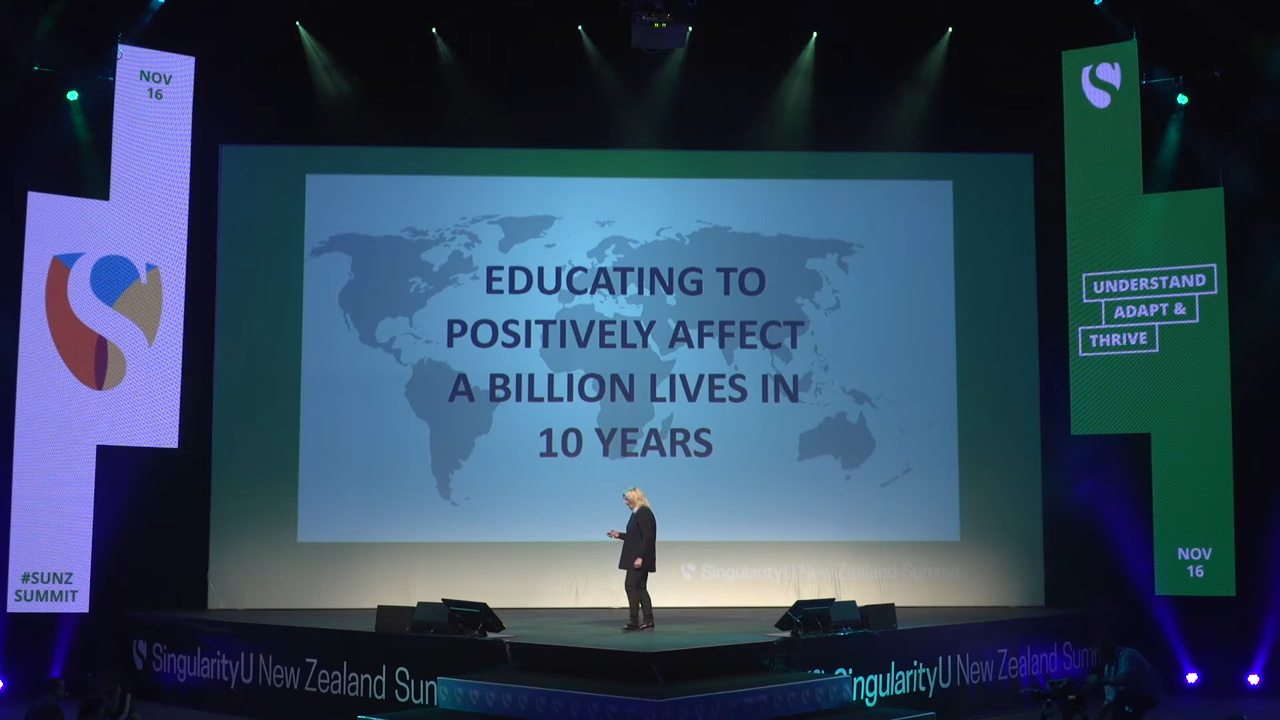 NOV
16
#SUNZ
SUMMIT
EDUCATING TO
POSITIVELY AFFECT
A BILLION LIVES IN
10 YEARS
SingularityU New Zealand Summit
UNDERSTAND
ADAPT &
THRIVE
NOV
16
SingularityU New Zealand Sun
ingularityU New Zealand Sum